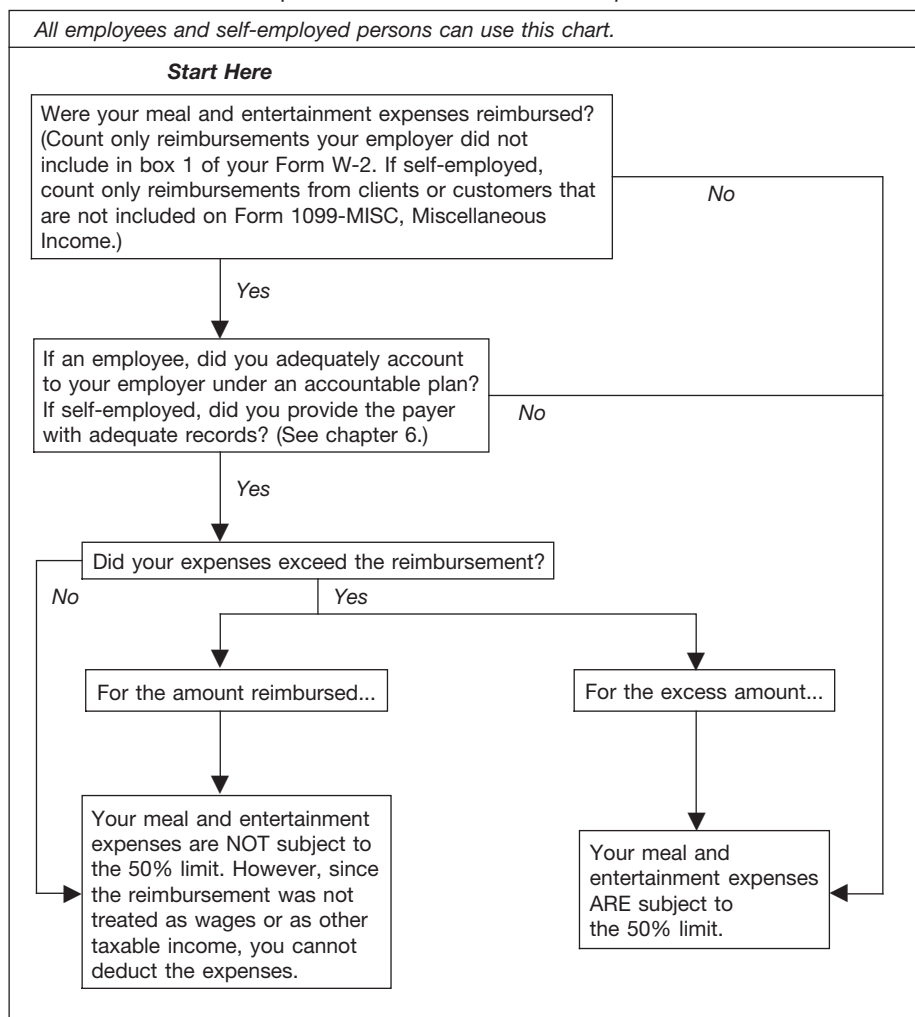 All employees and self-employed persons can use this chart.
Start Here
Were your meal and entertainment expenses reimbursed?
(Count only reimbursements your employer did not
include in box 1 of your Form W-2. If self-employed,
count only reimbursements from clients or customers that
are not included on Form 1099-MISC, Miscellaneous
Income.)
No
Yes
If an employee, did you adequately account
to your employer under an accountable plan?
If self-employed, did you provide the payer
with adequate records? (See chapter 6.)
No
Yes
Did your expenses exceed the reimbursement?
No
Yes
For the amount reimbursed...
For the excess amount...
Your meal and entertainment
expenses are NOT subject to
the 50% limit. However, since
the reimbursement was not
treated as wages or as other
taxable income, you cannot
deduct the expenses.
Your meal and
entertainment expenses
ARE subject to
the 50% limit.